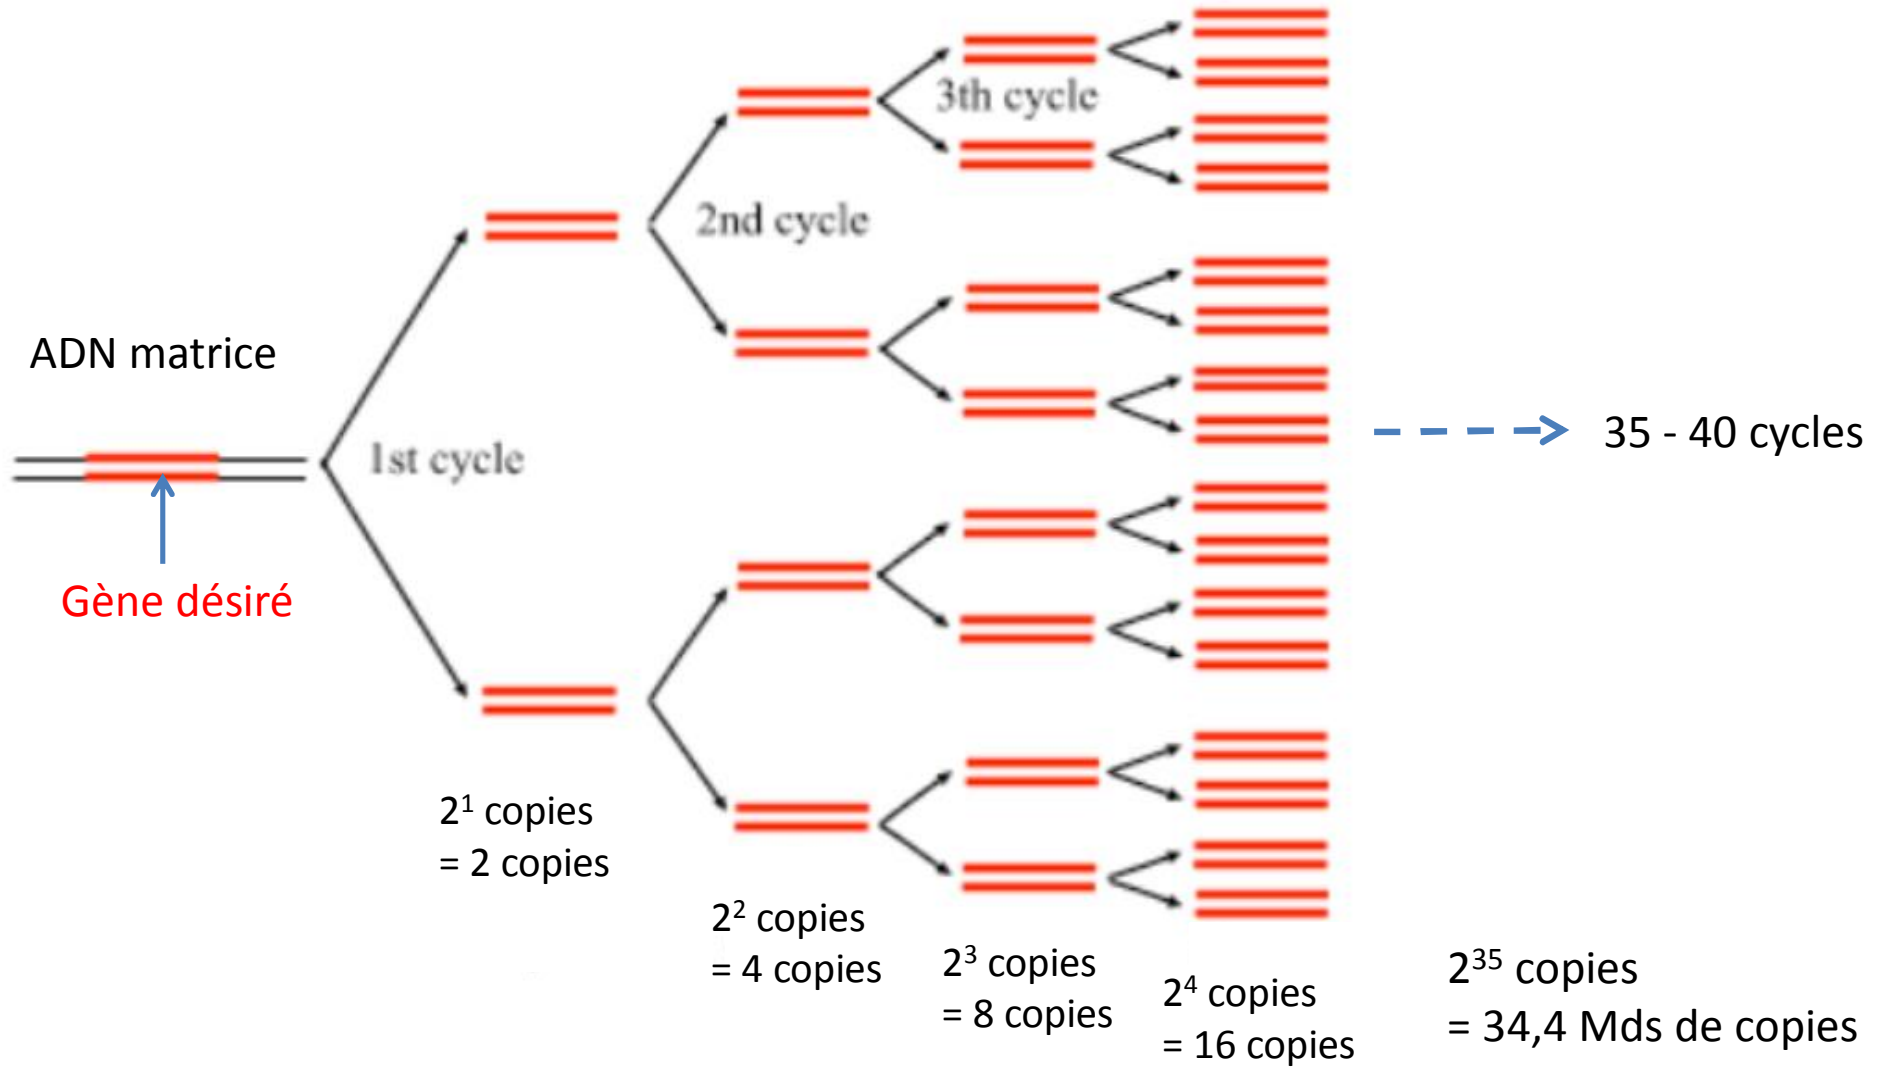 3th cycle
2nd cycle
ADN matrice
1st cycle
35 - 40 cycles
Gène désiré
2¹ copies
= 2 copies
2² copies
= 4 copies
2³ copies
= 8 copies
2⁴ copies
= 16 copies
2³⁵ copies
= 34,4 Mds de copies